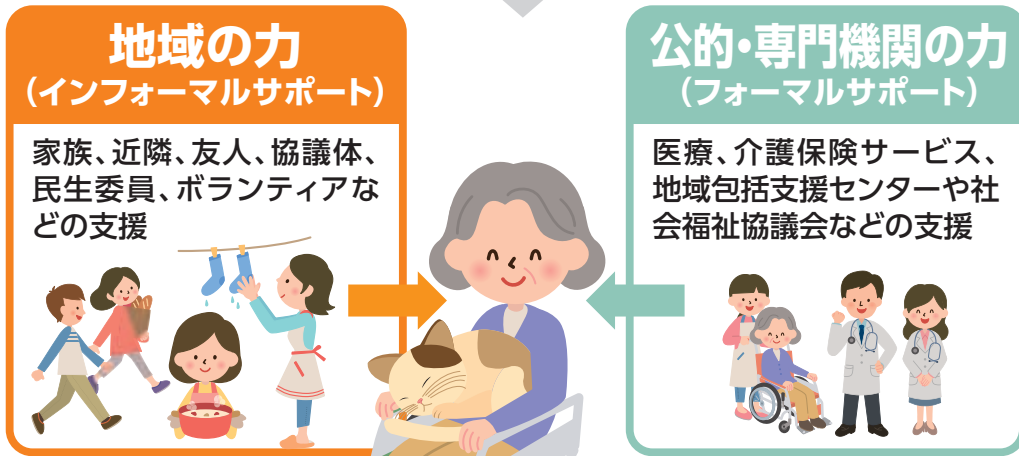 地域の力
(インフォーマルサポート)
家族、近隣、友人、協議体、
民生委員、ボランティアな
どの支援
公的・専門機関の力
(フォーマルサポート)
医療、介護保険サービス、
地域包括支援センターや社
会福祉協議会などの支援